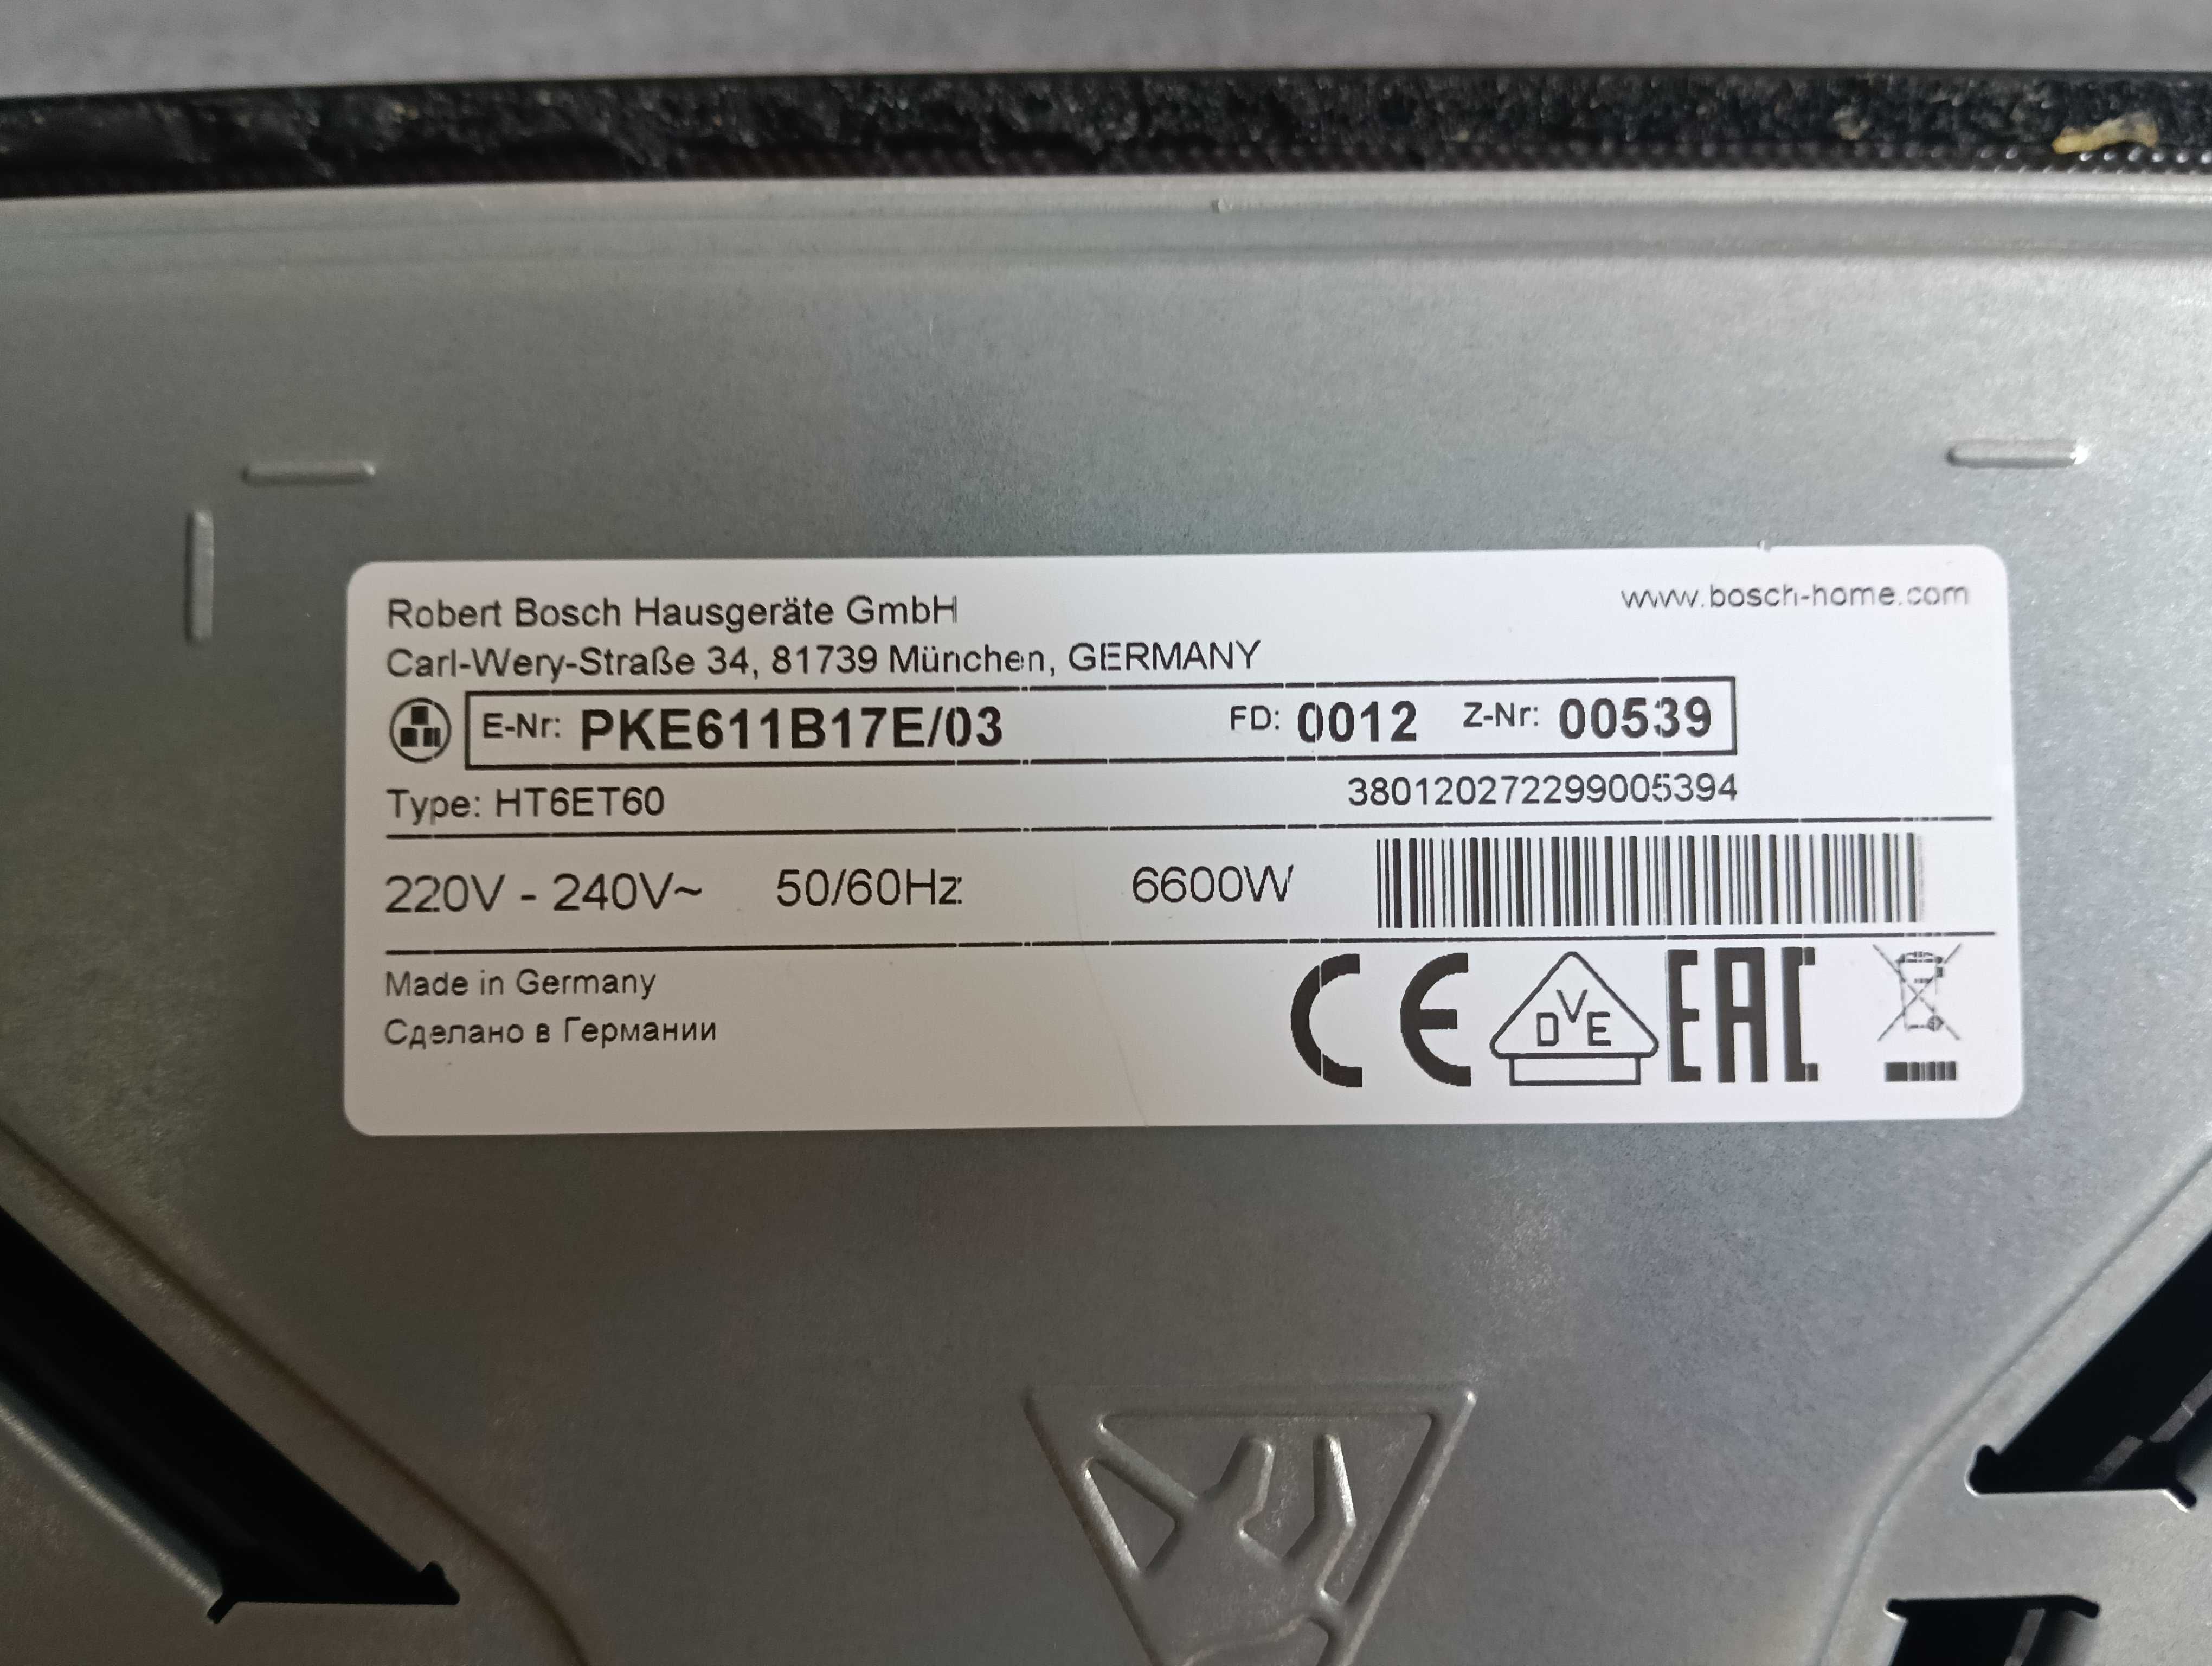 Robert Bosch Hausgeräte GmbH
www.bosch-home.com
Carl-Wery-Straße 34, 81739 München, GERMANY
E-Nr: PKE611B17E/03 FD: 0012 Z-Nr: 00539
Type: HT6ET60 380120272299005394
220V - 240V~ 50/60Hz 6600W
Made in Germany
Сделано в Германии
CE DVE EAC